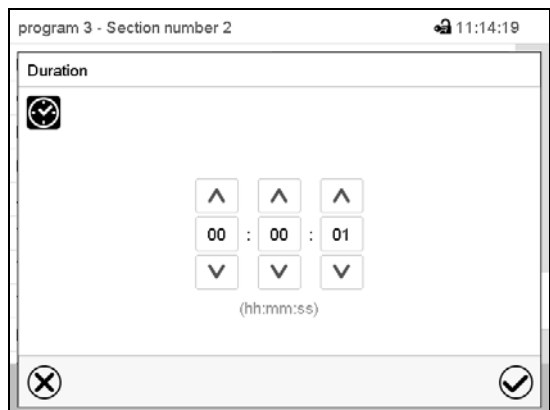 program 3 - Section number 2 11:14:19
Duration
00 : 00 : 01
(hh:mm:ss)